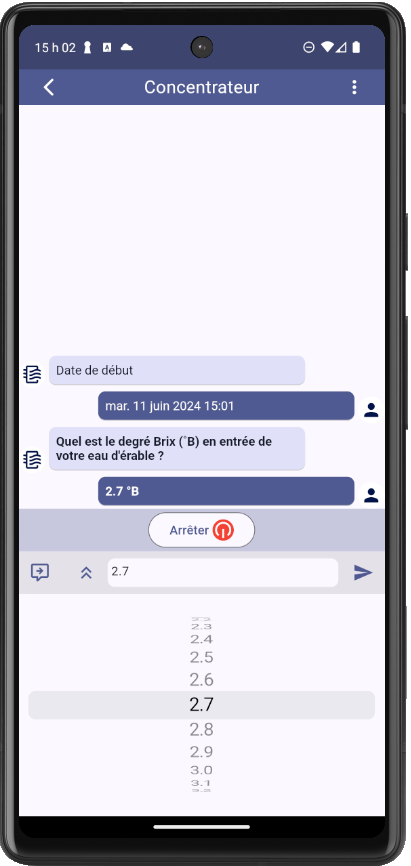 15 h 02
Concentrateur
Date de début
mar. 11 juin 2024 15:01
Quel est le degré Brix (°B) en entrée de
votre eau d'érable ?
2.7 °B
Arrêter
2.7
2.3
2.4
2.5
2.6
2.7
2.8
2.9
3.0
3.1